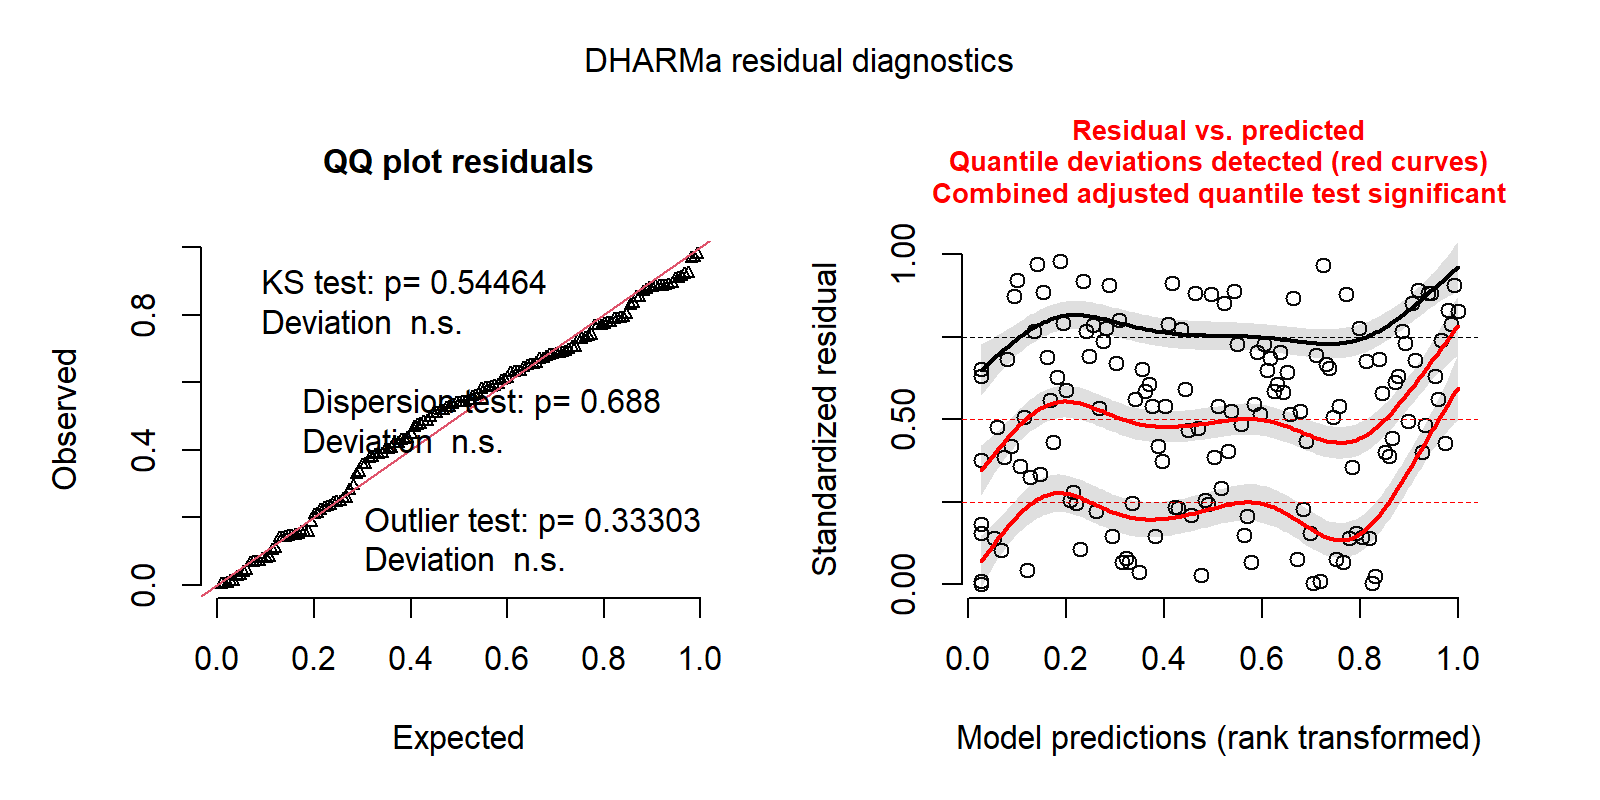 DHARMa residual diagnostics
QQ plot residuals
KS test: p= 0.54464
Deviation n.s.
Dispersion test: p= 0.688
Deviation n.s.
Outlier test: p= 0.33303
Deviation n.s.
Observed
0.0
0.4
0.8
0.0 0.2 0.4 0.6 0.8 1.0
Expected
Residual vs. predicted
Quantile deviations detected (red curves)
Combined adjusted quantile test significant
Standardized residual
0.00
0.50
1.00
0.0 0.2 0.4 0.6 0.8 1.0
Model predictions (rank transformed)